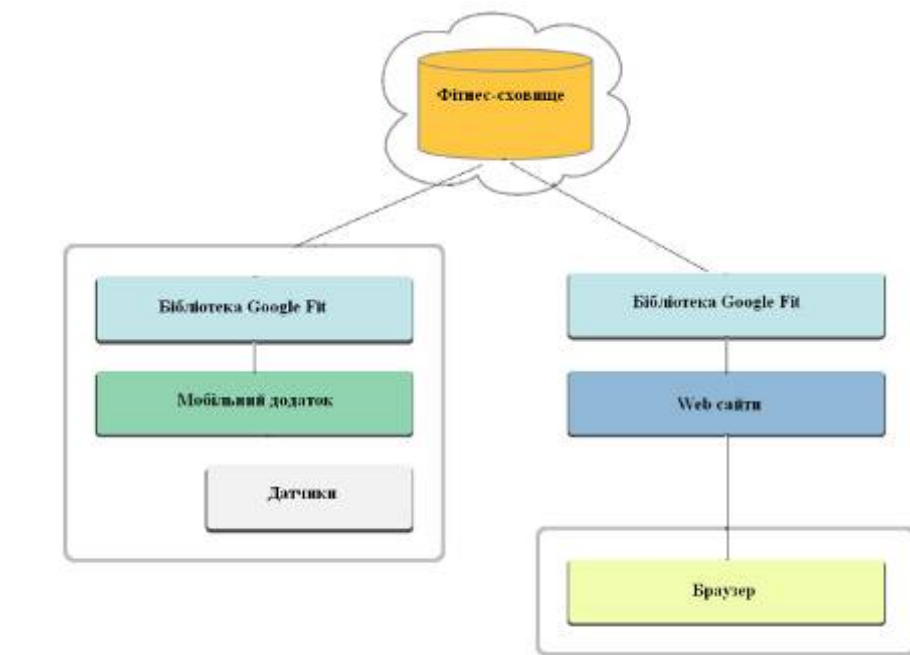 Фітнес-сховище
Бібліотека Google Fit
Мобільний додаток
Датчики
Бібліотека Google Fit
Web сайти
Браузер